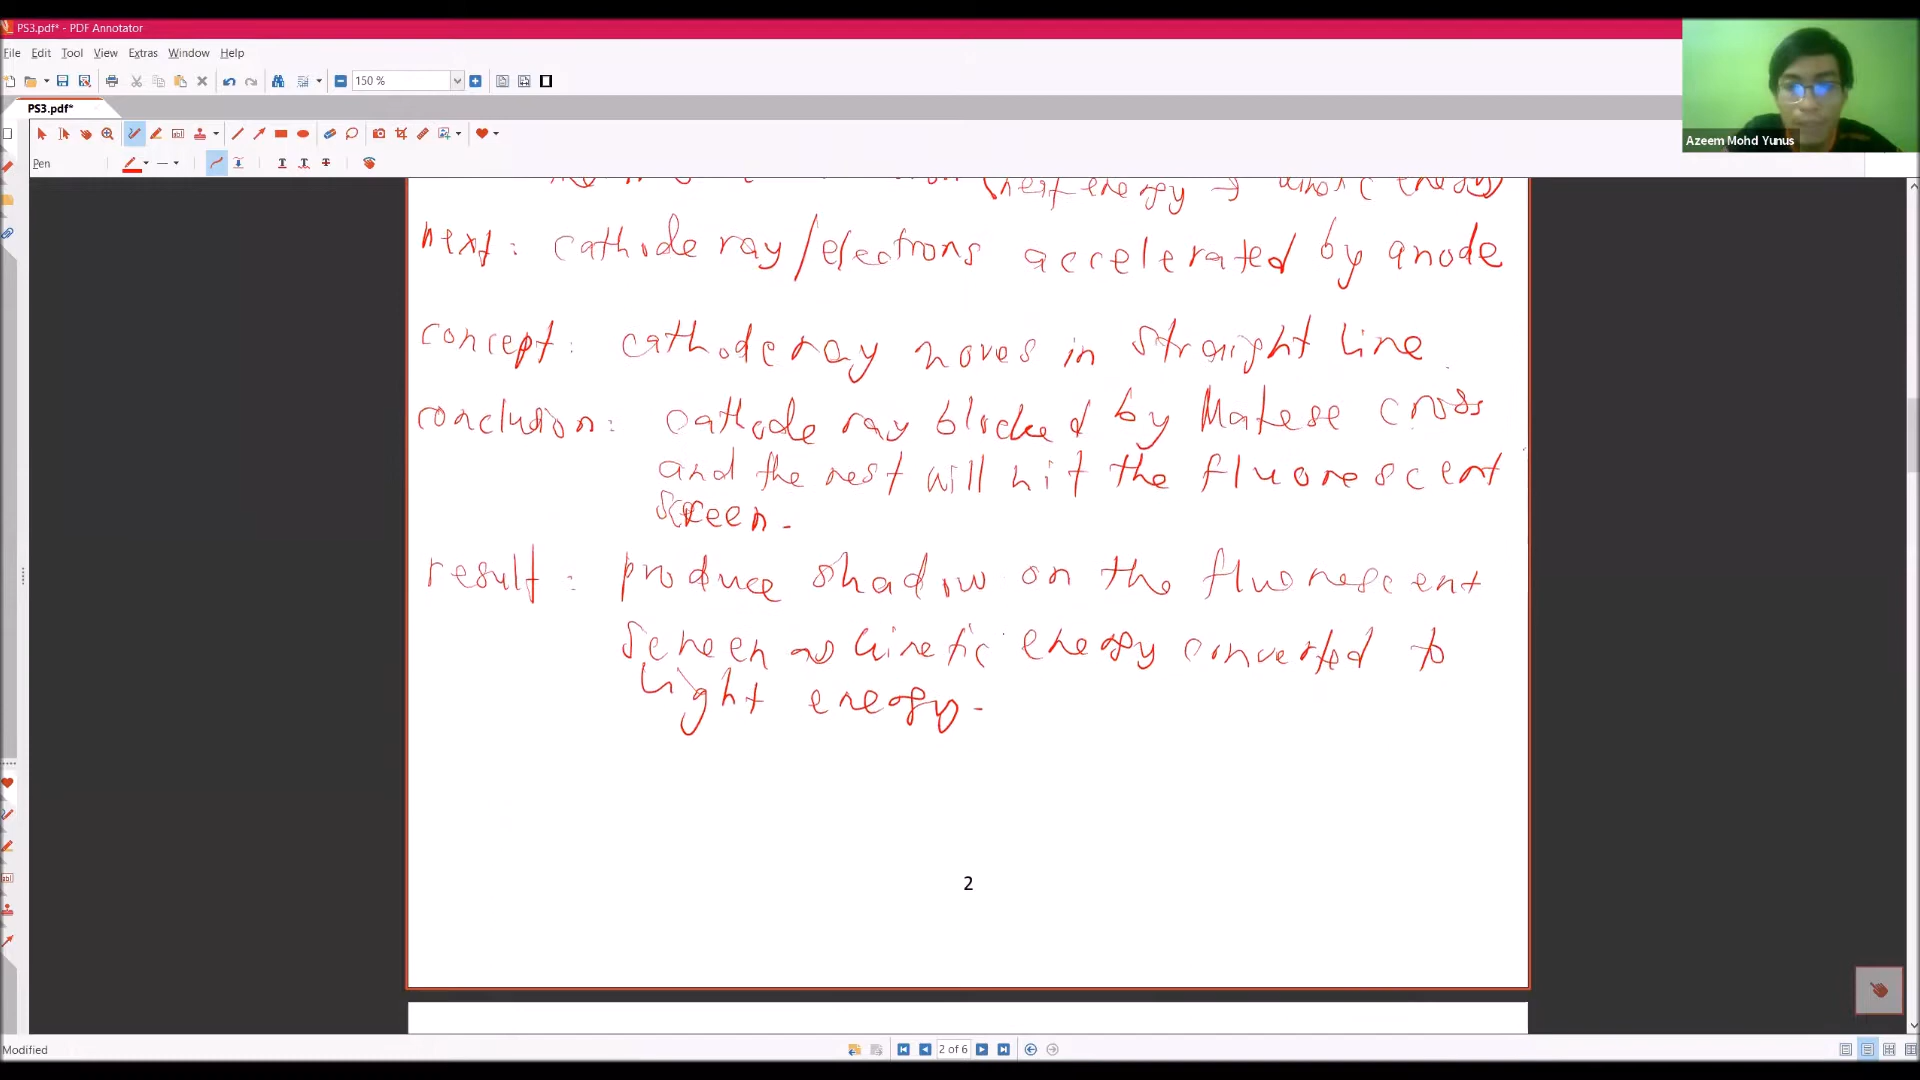 PS3.pdf* - PDF Annotator
File Edit Tool View Extras Window Help
150 %
PS3.pdf*
Pen
Azeem Mohd Yunus
(heat energy →
next: cathode ray/electrons accelerated by anode
concept: cathode ray moves in straight line.
conclusion: cathode ray blocked by Maltese cross
and the rest will hit the fluorescent
screen.
result: produce shadow on the fluorescent
screen as kinetic energy converted to
light energy.
2
Modified
2 of 6